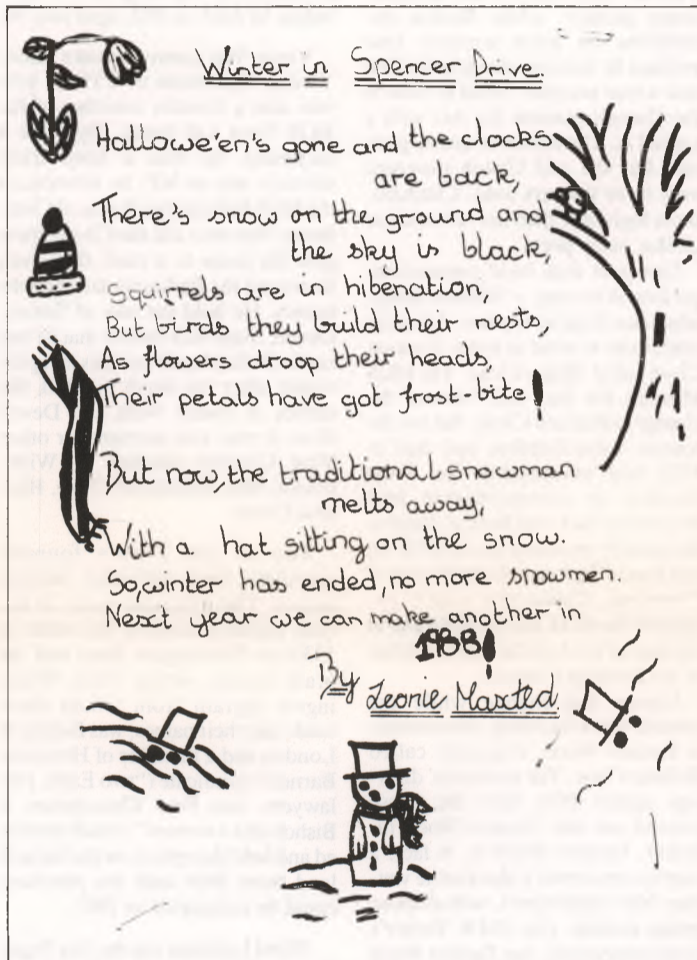 Winter in Spencer Drive
Hallowe'en's gone and the clocks
are back,
There's snow on the ground and
the sky is black,
Squirrels are in hibenation,
But birds they build their nests,
As flowers droop their heads,
Their petals have got frost-bite!
But now, the traditional snowman
melts away,
With a hat sitting on the snow.
So, winter has ended, no more snowmen.
Next year we can make another in
1988!
By
Leonie Maxted.